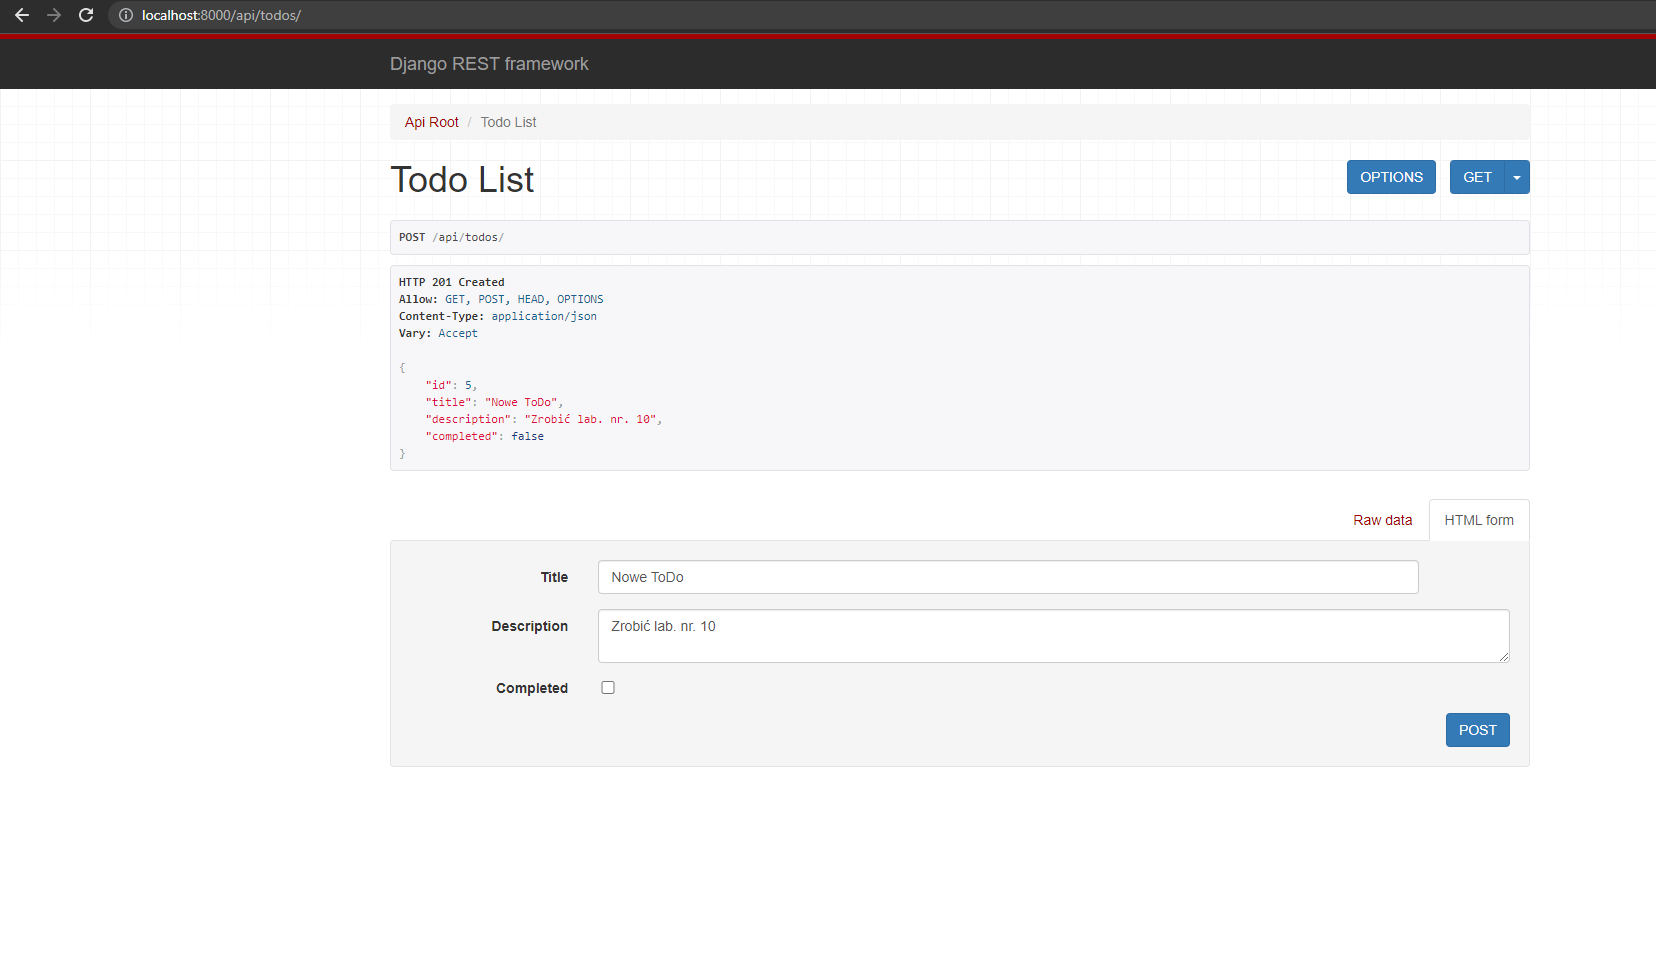 localhost:8000/api/todos/
Django REST framework
Api Root / Todo List
Todo List
OPTIONS GET
POST /api/todos/
HTTP 201 Created
Allow: GET, POST, HEAD, OPTIONS
Content-Type: application/json
Vary: Accept
{
    "id": 5,
    "title": "Nowe ToDo",
    "description": "Zrobić lab. nr. 10",
    "completed": false
}
Raw data HTML form
Title Nowe ToDo
Description Zrobić lab. nr. 10
Completed
POST